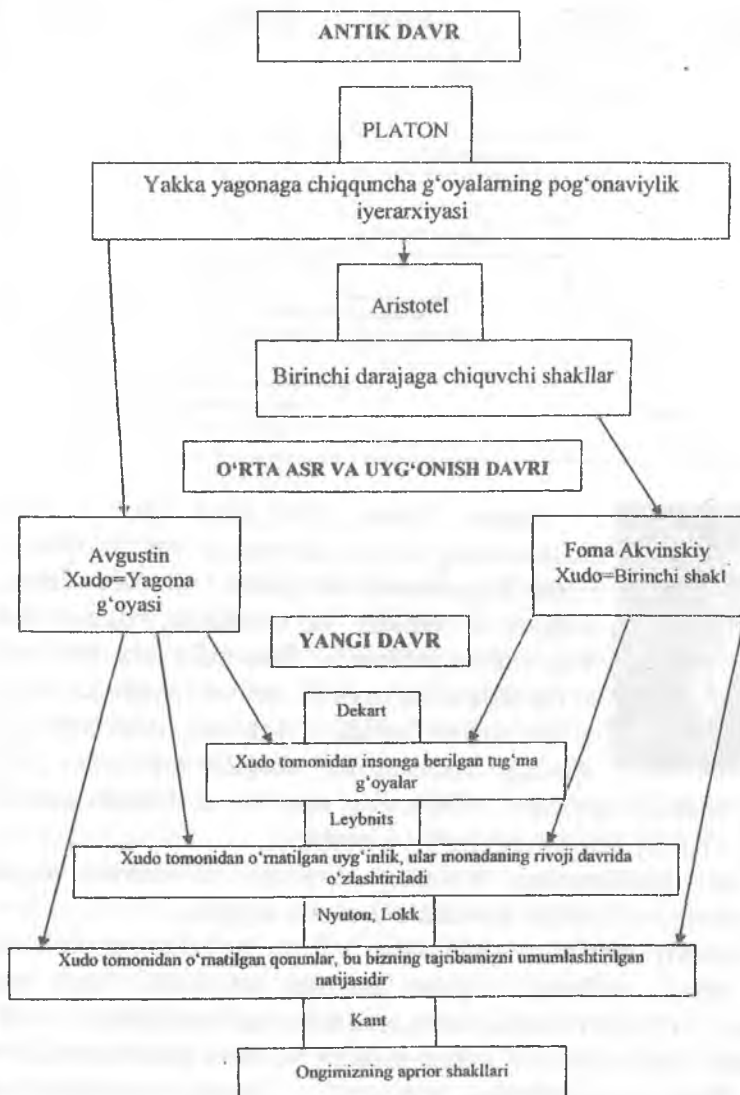 ANTIK DAVR
PLATON
Yakka yagonaga chiqquncha g‘oyalarning pog‘onaviylik
iyerarxiyasi
Aristotel
Birinchi darajaga chiquvchi shakllar
O‘RTA ASR VA UYG‘ONISH DAVRI
Avgustin
Xudo=Yagona
g‘oyasi
Foma Akvinskiy
Xudo=Birinchi shakl
YANGI DAVR
Dekart
Xudo tomonidan insonga berilgan tug‘ma
g‘oyalar
Leybnits
Xudo tomonidan o‘rnatilgan uyg‘inlik, ular monadaning rivoji davrida
o‘zlashtiriladi
Nyuton, Lokk
Xudo tomonidan o‘rnatilgan qonunlar, bu bizning tajribamizni umumlashtirilgan
natijasidir
Kant
Ongimizning aprior shakllari